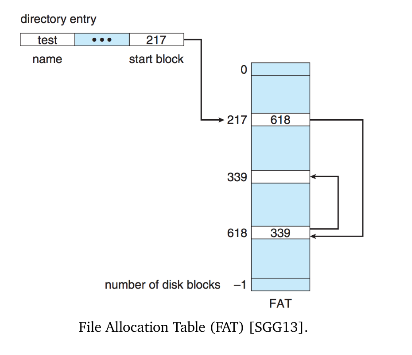 directory entry
test ••• 217
name start block
0
217 618
339
618 339
number of disk blocks –1
FAT
File Allocation Table (FAT) [SGG13].